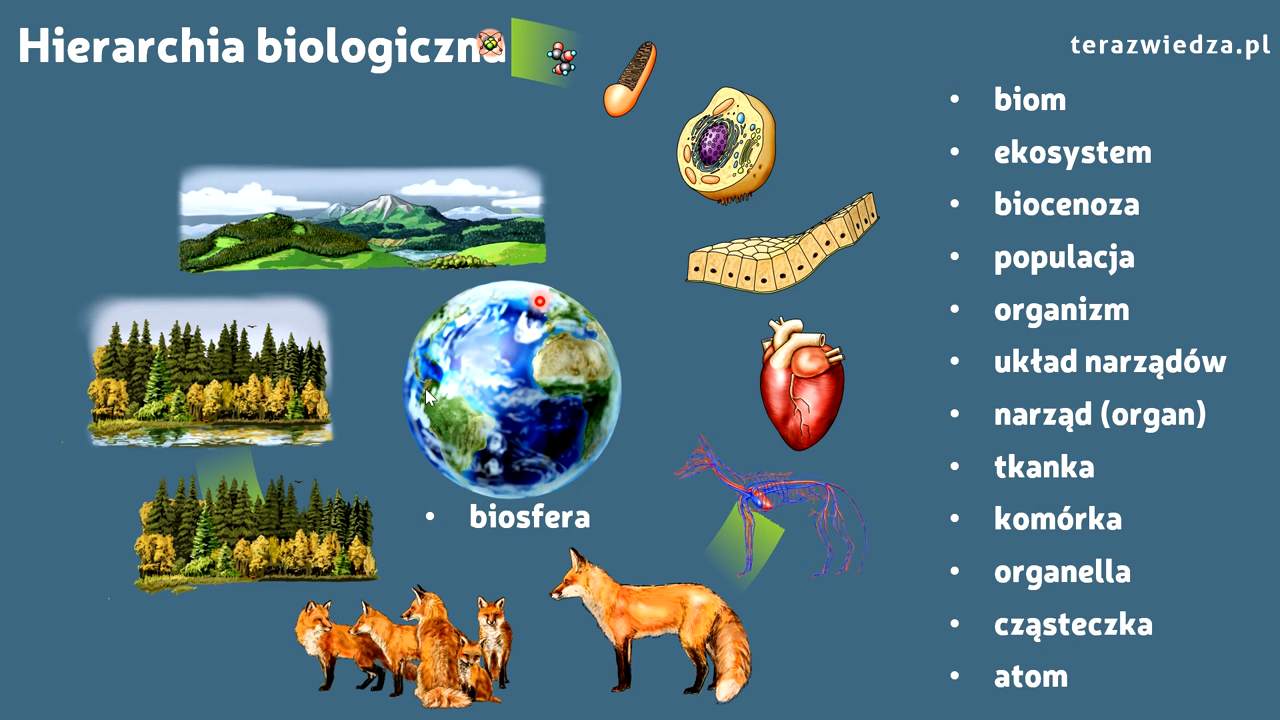 Hierarchia biologiczna
terazwiedza.pl
• biom
• ekosystem
• biocenoza
• populacja
• organizm
• układ narządów
• narząd (organ)
• tkanka
• komórka
• organella
• cząsteczka
• atom
• biosfera